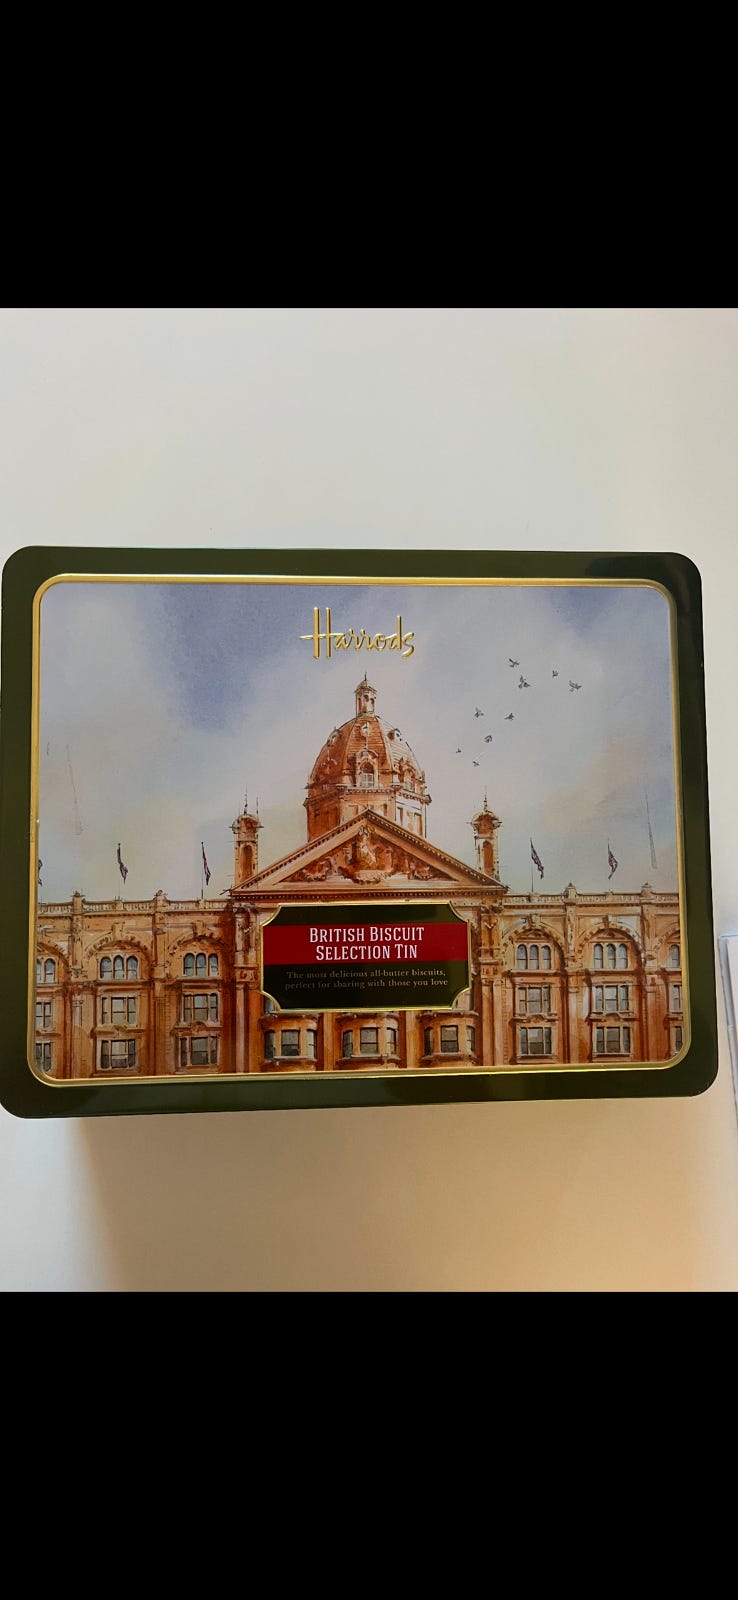 Harrods
BRITISH BISCUIT
SELECTION TIN
The most delicious all-butter biscuits,
perfect for sharing with those you love